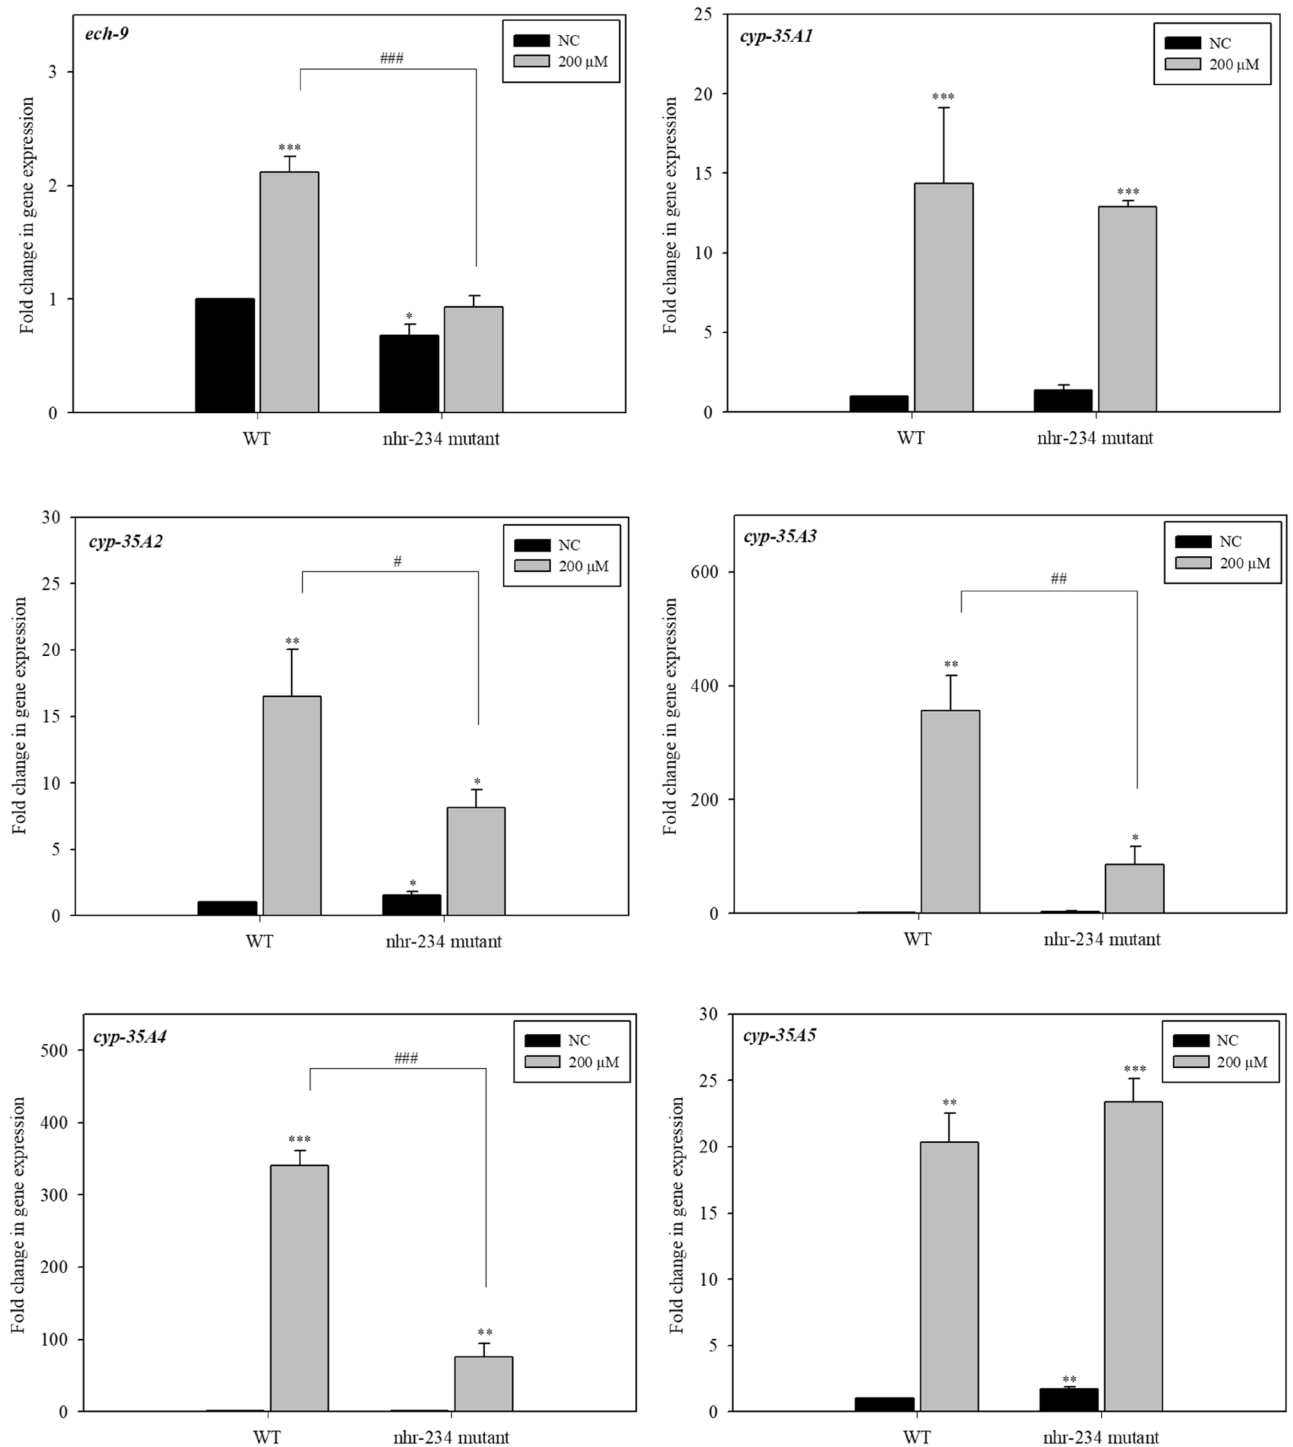 ech-9
NC
200 µM
###
3
2
1
0
***
*
Fold change in gene expression
WT
nhr-234 mutant
cyp-35A1
NC
200 µM
25
20
15
10
5
0
***
***
Fold change in gene expression
WT
nhr-234 mutant
cyp-35A2
NC
200 µM
#
30
25
20
15
10
5
0
**
*
*
Fold change in gene expression
WT
nhr-234 mutant
cyp-35A3
NC
200 µM
##
600
400
200
0
**
*
Fold change in gene expression
WT
nhr-234 mutant
cyp-35A4
NC
200 µM
###
500
400
300
200
100
0
***
**
Fold change in gene expression
WT
nhr-234 mutant
cyp-35A5
NC
200 µM
30
25
20
15
10
5
0
**
***
**
Fold change in gene expression
WT
nhr-234 mutant